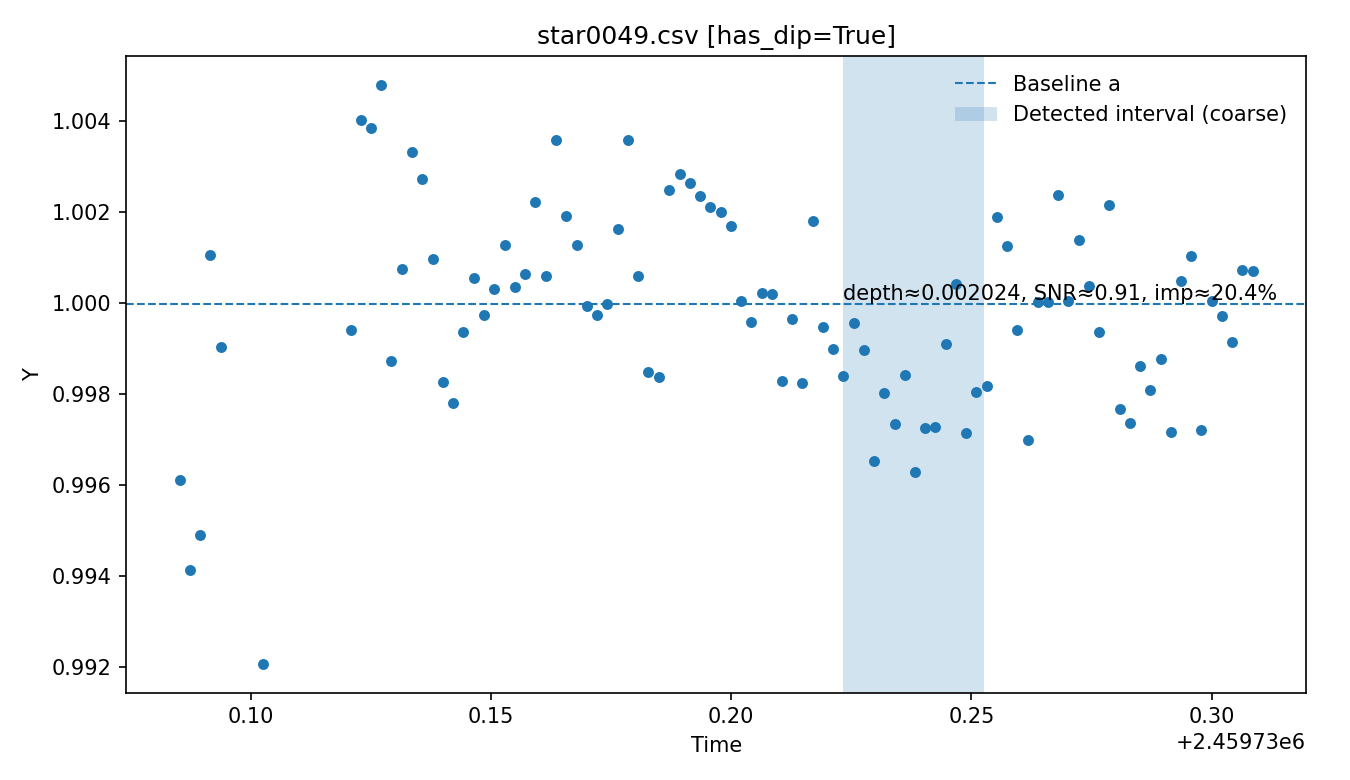 star0049.csv [has_dip=True]
Baseline a
Detected interval (coarse)
1.004
1.002
1.000
0.998
0.996
0.994
0.992
Y
depth≈0.002024, SNR≈0.91, imp≈20.4%
0.10 0.15 0.20 0.25 0.30
Time
+2.45973e6